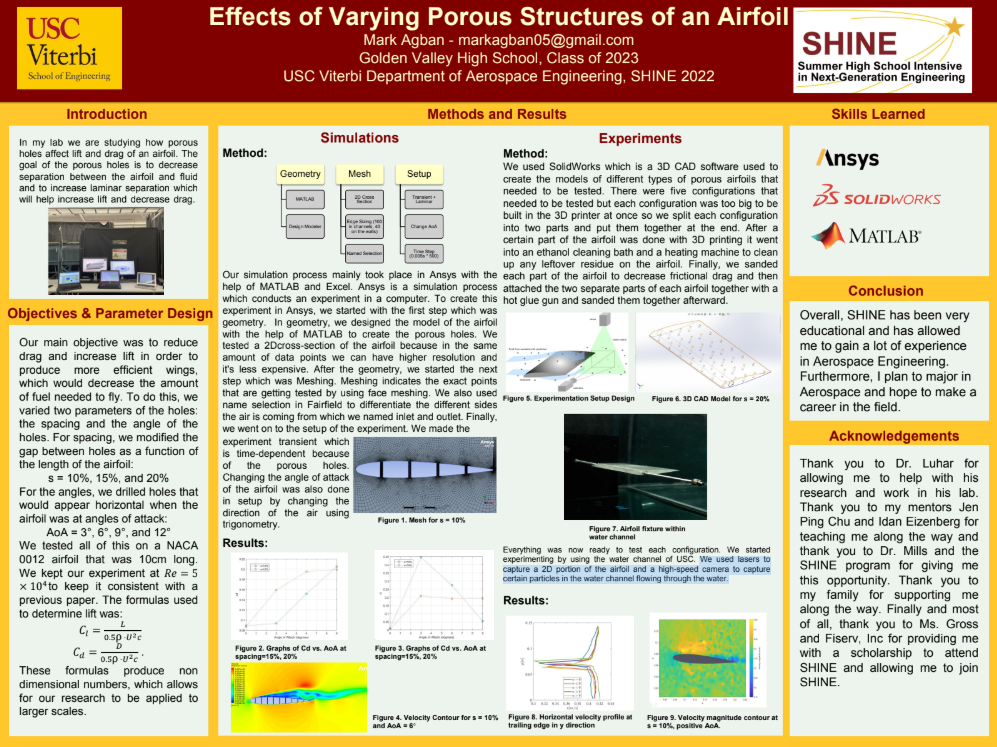 USC
Viterbi
School of Engineering
Effects of Varying Porous Structures of an Airfoil
Mark Agban - markagban05@gmail.com
Golden Valley High School, Class of 2023
USC Viterbi Department of Aerospace Engineering, SHINE 2022
SHINE
Summer High School Intensive
in Next-Generation Engineering
Introduction
In my lab we are studying how porous
holes affect lift and drag of an airfoil. The
goal of the porous holes is to decrease
separation between the airfoil and fluid
and to increase laminar separation which
will help increase lift and decrease drag.
Objectives & Parameter Design
Our main objective was to reduce
drag and increase lift in order to
produce more efficient wings,
which would decrease the amount
of fuel needed to fly. To do this, we
varied two parameters of the holes:
the spacing and the angle of the
holes. For spacing, we modified the
gap between holes as a function of
the length of the airfoil:
s = 10%, 15%, and 20%
For the angles, we drilled holes that
would appear horizontal when the
airfoil was at angles of attack:
AoA = 3°, 6°, 9°, and 12°
We tested all of this on a NACA
0012 airfoil that was 10cm long.
We kept our experiment at Re = 5
× 10⁴to keep it consistent with a
previous paper. The formulas used
to determine lift was:
C_l = L / 0.5ρ·U²c
C_d = D / 0.5ρ·U²c .
These formulas produce non
dimensional numbers, which allows
for our research to be applied to
larger scales.
Methods and Results
Simulations
Method:
Geometry
MATLAB
Design Modeler
Mesh
2D Cross
Section
Named Selection
Setup
Transient +
Laminar
Change AoA
Time Step
Our simulation process mainly took place in Ansys with the
help of MATLAB and Excel. Ansys is a simulation process
which conducts an experiment in a computer. To create this
experiment in Ansys, we started with the first step which was
geometry. In geometry, we designed the model of the airfoil
with the help of MATLAB to create the porous holes. We
tested a 2Dcross-section of the airfoil because in the same
amount of data points we can have higher resolution and
it's less expensive. After the geometry, we started the next
step which was Meshing. Meshing indicates the exact points
that are getting tested by using face meshing. We also used
name selection in Fairfield to differentiate the different sides
the air is coming from which we named inlet and outlet. Finally,
we went on to the setup of the experiment. We made the
experiment transient which
is time-dependent because
of the porous holes.
Changing the angle of attack
of the airfoil was also done
in setup by changing the
direction of the air using
trigonometry.
Ansys
Figure 1. Mesh for s = 10%
Results:
Figure 2. Graphs of Cd vs. AoA at
spacing=15%, 20%
Figure 3. Graphs of Cd vs. AoA at
spacing=15%, 20%
Figure 4. Velocity Contour for s = 10%
and AoA = 6°
Experiments
Method:
We used SolidWorks which is a 3D CAD software used to
create the models of different types of porous airfoils that
needed to be tested. There were five configurations that
needed to be tested but each configuration was too big to be
built in the 3D printer at once so we split each configuration
into two parts and put them together at the end. After a
certain part of the airfoil was done with 3D printing it went
into an ethanol cleaning bath and a heating machine to clean
up any leftover residue on the airfoil. Finally, we sanded
each part of the airfoil to decrease frictional drag and then
attached the two separate parts of each airfoil together with a
hot glue gun and sanded them together afterward.
Figure 5. Experimentation Setup Design
Figure 6. 3D CAD Model for s = 20%
Figure 7. Airfoil fixture within
water channel
Everything was now ready to test each configuration. We started
experimenting by using the water channel of USC. We used lasers to
capture a 2D portion of the airfoil and a high-speed camera to capture
certain particles in the water channel flowing through the water.
Results:
Figure 8. Horizontal velocity profile at
trailing edge in y direction
Figure 9. Velocity magnitude contour at
s = 10%, positive AoA.
Skills Learned
Ansys
SOLIDWORKS
MATLAB®
Conclusion
Overall, SHINE has been very
educational and has allowed
me to gain a lot of experience
in Aerospace Engineering.
Furthermore, I plan to major in
Aerospace and hope to make a
career in the field.
Acknowledgements
Thank you to Dr. Luhar for
allowing me to help with his
research and work in his lab.
Thank you to my mentors Jen
Ping Chu and Idan Eizenberg for
teaching me along the way and
thank you to Dr. Mills and the
SHINE program for giving me
this opportunity. Thank you to
my family for supporting me
along the way. Finally and most
of all, thank you to Ms. Gross
and Fiserv, Inc for providing me
with a scholarship to attend
SHINE and allowing me to join
SHINE.